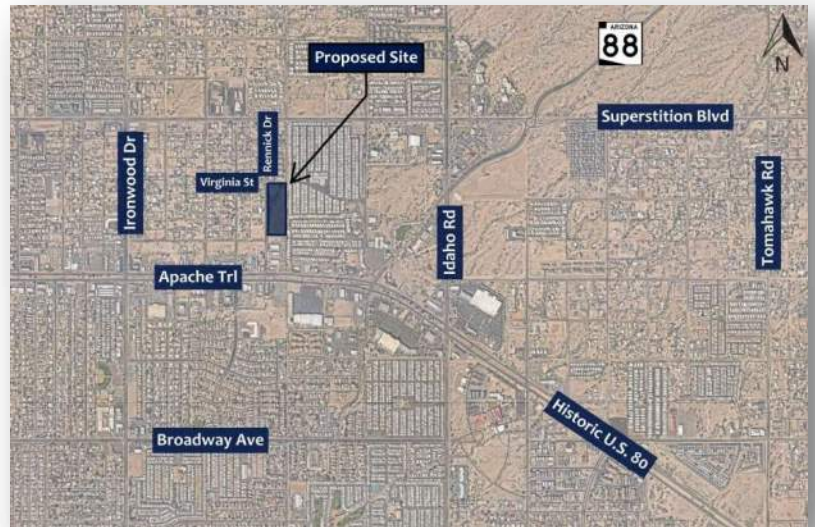 ARIZONA
88
N
Proposed Site
Superstition Blvd
Rennick Dr
Ironwood Dr
Virginia St
Idaho Rd
Tomahawk Rd
Apache Trl
Historic U.S. 80
Broadway Ave